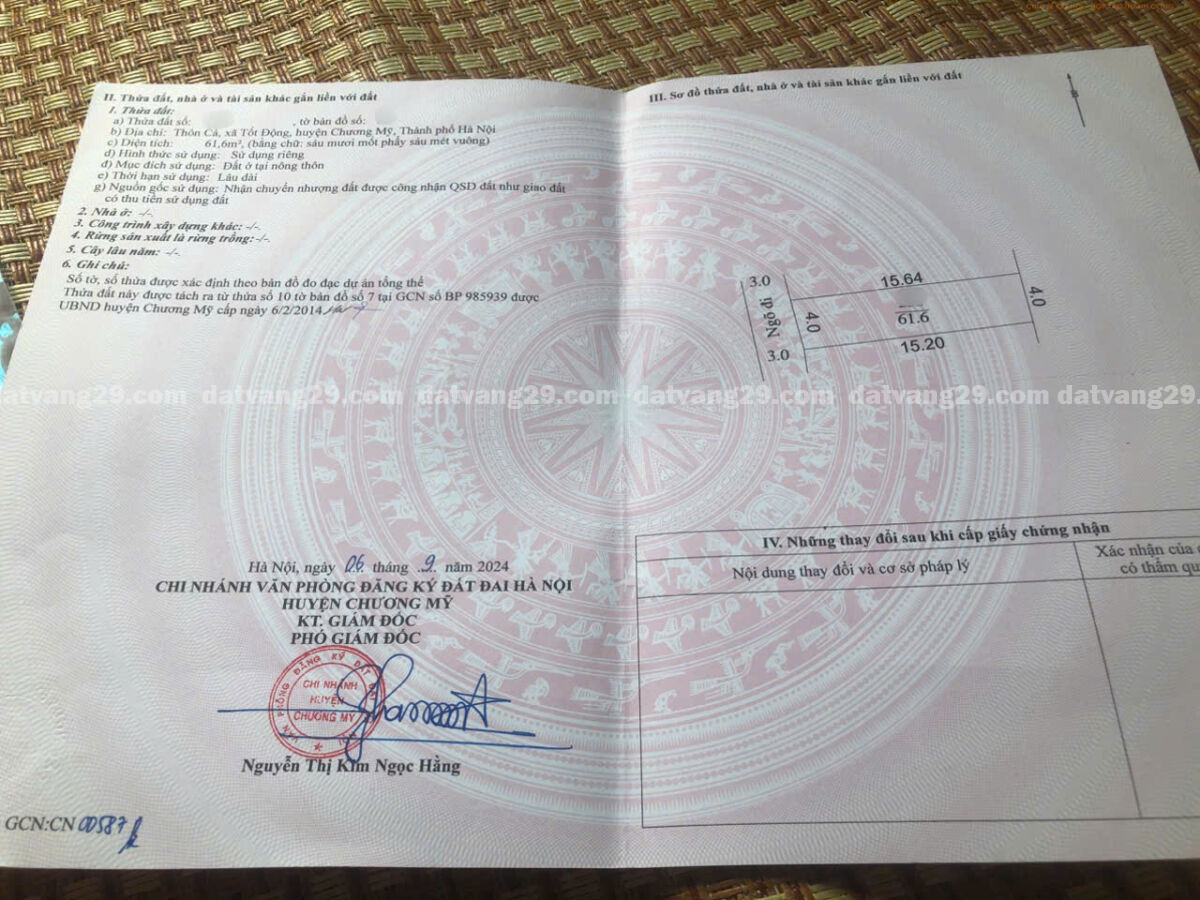 II. Thửa đất, nhà ở và tài sản khác gắn liền với đất
1. Thửa đất:
a) Thửa đất số: , tờ bản đồ số:
b) Địa chỉ: Thôn Cả, xã Tốt Động, huyện Chương Mỹ, Thành phố Hà Nội
c) Diện tích: 61,6m², (bằng chữ: sáu mươi mốt phẩy sáu mét vuông)
d) Hình thức sử dụng: Sử dụng riêng
đ) Mục đích sử dụng: Đất ở tại nông thôn
e) Thời hạn sử dụng: Lâu dài
g) Nguồn gốc sử dụng: Nhận chuyển nhượng đất được công nhận QSD đất như giao đất
có thu tiền sử dụng đất
2. Nhà ở: -/-.
3. Công trình xây dựng khác: -/-.
4. Rừng sản xuất là rừng trồng:-/-.
5. Cây lâu năm: -/-.
6. Ghi chú:
Số tờ, số thửa được xác định theo bản đồ đo đạc dự án tổng thể
Thửa đất này được tách ra từ thửa số 10 tờ bản đồ số 7 tại GCN số BP 985939 được
UBND huyện Chương Mỹ cấp ngày 6/2/2014
Hà Nội, ngày 06 tháng 9 năm 2024
CHI NHÁNH VĂN PHÒNG ĐĂNG KÝ ĐẤT ĐAI HÀ NỘI
HUYỆN CHƯƠNG MỸ
KT. GIÁM ĐỐC
PHÓ GIÁM ĐỐC
VĂN PHÒNG ĐĂNG KÝ ĐẤT
CHI NHÁNH
HUYỆN
CHƯƠNG MỸ
Nguyễn Thị Kim Ngọc Hằng
GCN:CN 00587
III. Sơ đồ thửa đất, nhà ở và tài sản khác gắn liền với đất
3.0
15.64
4.0
Ngõ đi
4.0
61.6
3.0
15.20
IV. Những thay đổi sau khi cấp giấy chứng nhận
Nội dung thay đổi và cơ sở pháp lý
Xác nhận của
có thẩm
datvang29.com datvang29.com datvang29.com datvang29.com datvang29.com datvang29.